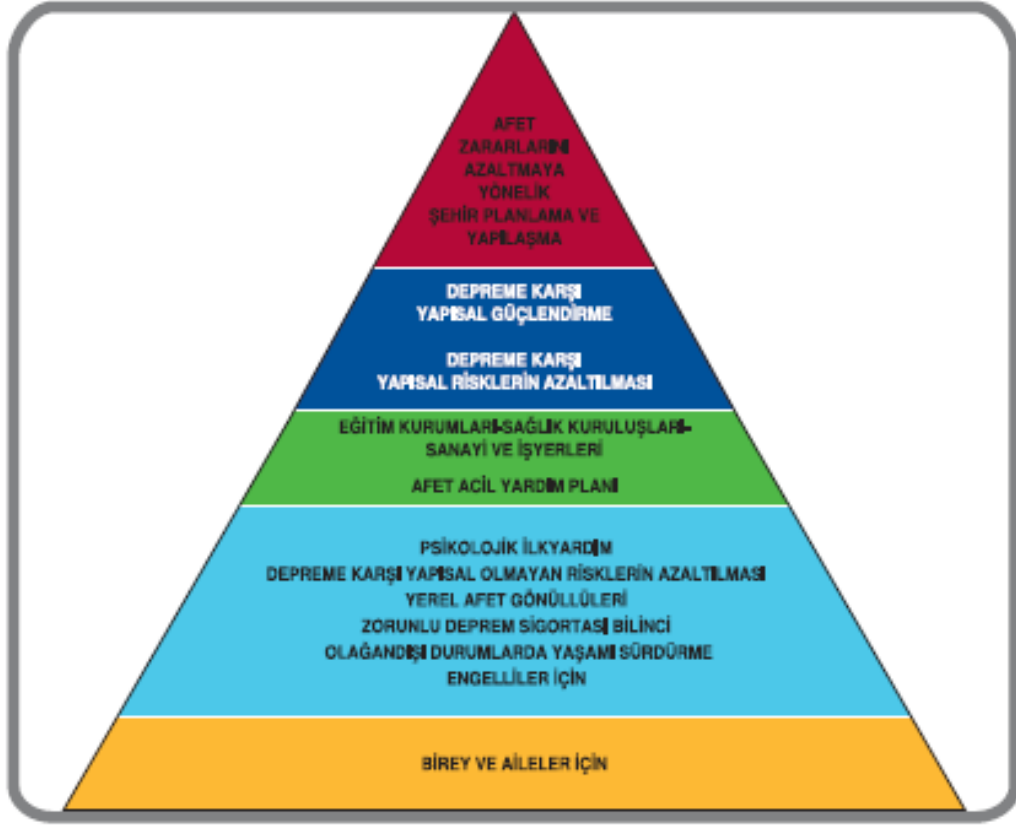 AFET
ZARARLARINI
AZALTMAYA
YÖNELİK
ŞEHİR PLANLAMA VE
YAPILAŞMA
DEPREME KARŞI
YAPISAL GÜÇLENDİRME
DEPREME KARŞI
YAPISAL RİSKLERİN AZALTILMASI
EĞİTİM KURUMLARI-SAĞLIK KURULUŞLARI-
SANAYİ VE İŞYERLERİ
AFET ACİL YARDIM PLANI
PSİKOLOJİK İLKYARDIM
DEPREME KARŞI YAPISAL OLMAYAN RİSKLERİN AZALTILMASI
YEREL AFET GÖNÜLLÜLERİ
ZORUNLU DEPREM SİGORTASI BİLİNCİ
OLAĞANDIŞI DURUMLARDA YAŞAMI SÜRDÜRME
ENGELLİLER İÇİN
BİREY VE AİLELER İÇİN